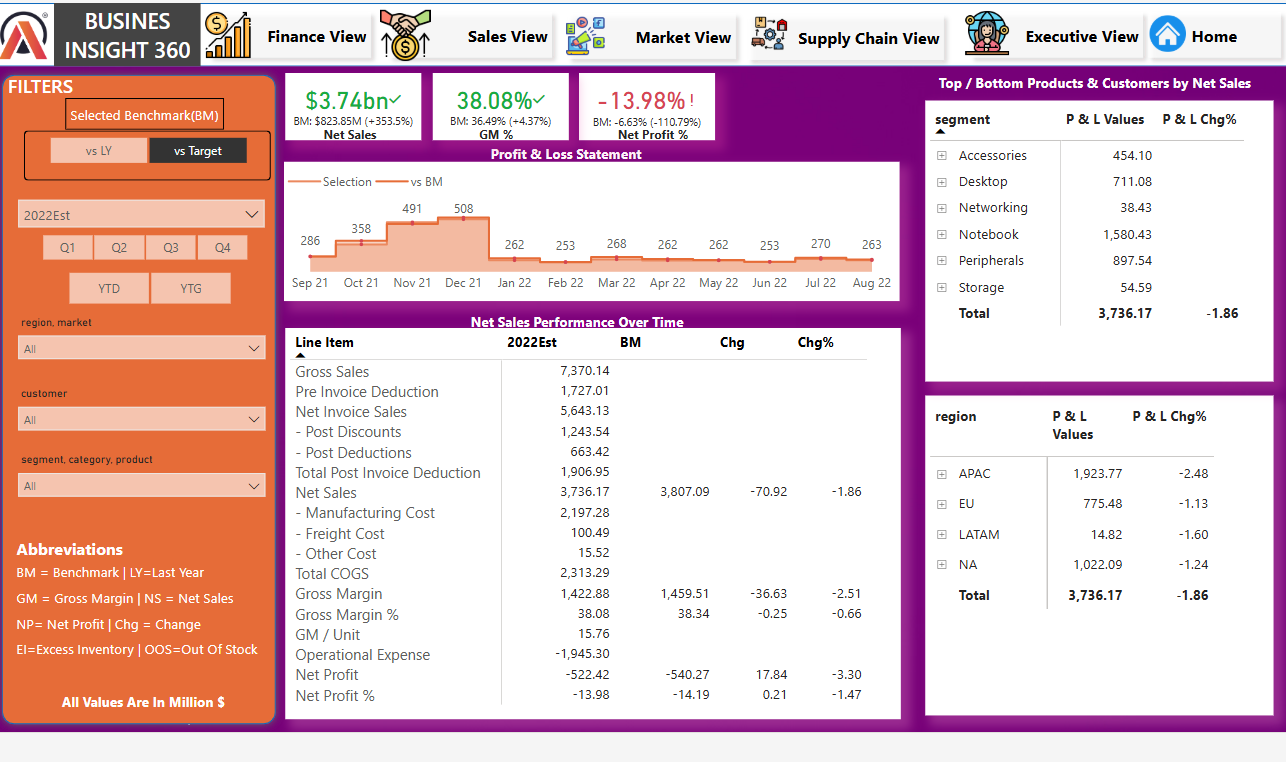 BUSINES
INSIGHT 360
Finance View
Sales View
Market View
Supply Chain View
Executive View
Home
FILTERS
Selected Benchmark(BM)
vs LY
vs Target
2022Est
Q1 Q2 Q3 Q4
YTD YTG
region, market
All
customer
All
segment, category, product
All
Abbreviations
BM = Benchmark | LY=Last Year
GM = Gross Margin | NS = Net Sales
NP= Net Profit | Chg = Change
EI=Excess Inventory | OOS=Out Of Stock
All Values Are In Million $
$3.74bn✓
BM: $823.85M (+353.5%)
Net Sales
38.08%✓
BM: 36.49% (+4.37%)
GM %
-13.98%!
BM: -6.63% (-110.79%)
Net Profit %
Profit & Loss Statement
Selection vs BM
286 358 491 508 262 253 268 262 262 253 270 263
Sep 21 Oct 21 Nov 21 Dec 21 Jan 22 Feb 22 Mar 22 Apr 22 May 22 Jun 22 Jul 22 Aug 22
Net Sales Performance Over Time
Line Item 2022Est BM Chg Chg%
Gross Sales 7,370.14
Pre Invoice Deduction 1,727.01
Net Invoice Sales 5,643.13
- Post Discounts 1,243.54
- Post Deductions 663.42
Total Post Invoice Deduction 1,906.95
Net Sales 3,736.17 3,807.09 -70.92 -1.86
- Manufacturing Cost 2,197.28
- Freight Cost 100.49
- Other Cost 15.52
Total COGS 2,313.29
Gross Margin 1,422.88 1,459.51 -36.63 -2.51
Gross Margin % 38.08 38.34 -0.25 -0.66
GM / Unit 15.76
Operational Expense -1,945.30
Net Profit -522.42 -540.27 17.84 -3.30
Net Profit % -13.98 -14.19 0.21 -1.47
Top / Bottom Products & Customers by Net Sales
segment P & L Values P & L Chg%
Accessories 454.10
Desktop 711.08
Networking 38.43
Notebook 1,580.43
Peripherals 897.54
Storage 54.59
Total 3,736.17 -1.86
region P & L Values P & L Chg%
APAC 1,923.77 -2.48
EU 775.48 -1.13
LATAM 14.82 -1.60
NA 1,022.09 -1.24
Total 3,736.17 -1.86